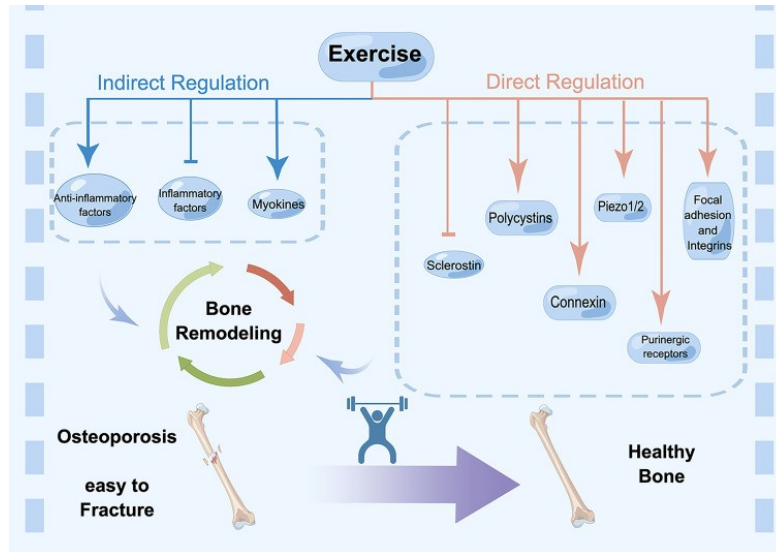 Exercise
Indirect Regulation
Direct Regulation
Anti-inflammatory
factors
Inflammatory
factors
Myokines
Sclerostin
Polycystins
Connexin
Piezo1/2
Purinergic
receptors
Focal
adhesion
and
Integrins
Bone
Remodeling
Osteoporosis
easy to
Fracture
Healthy
Bone